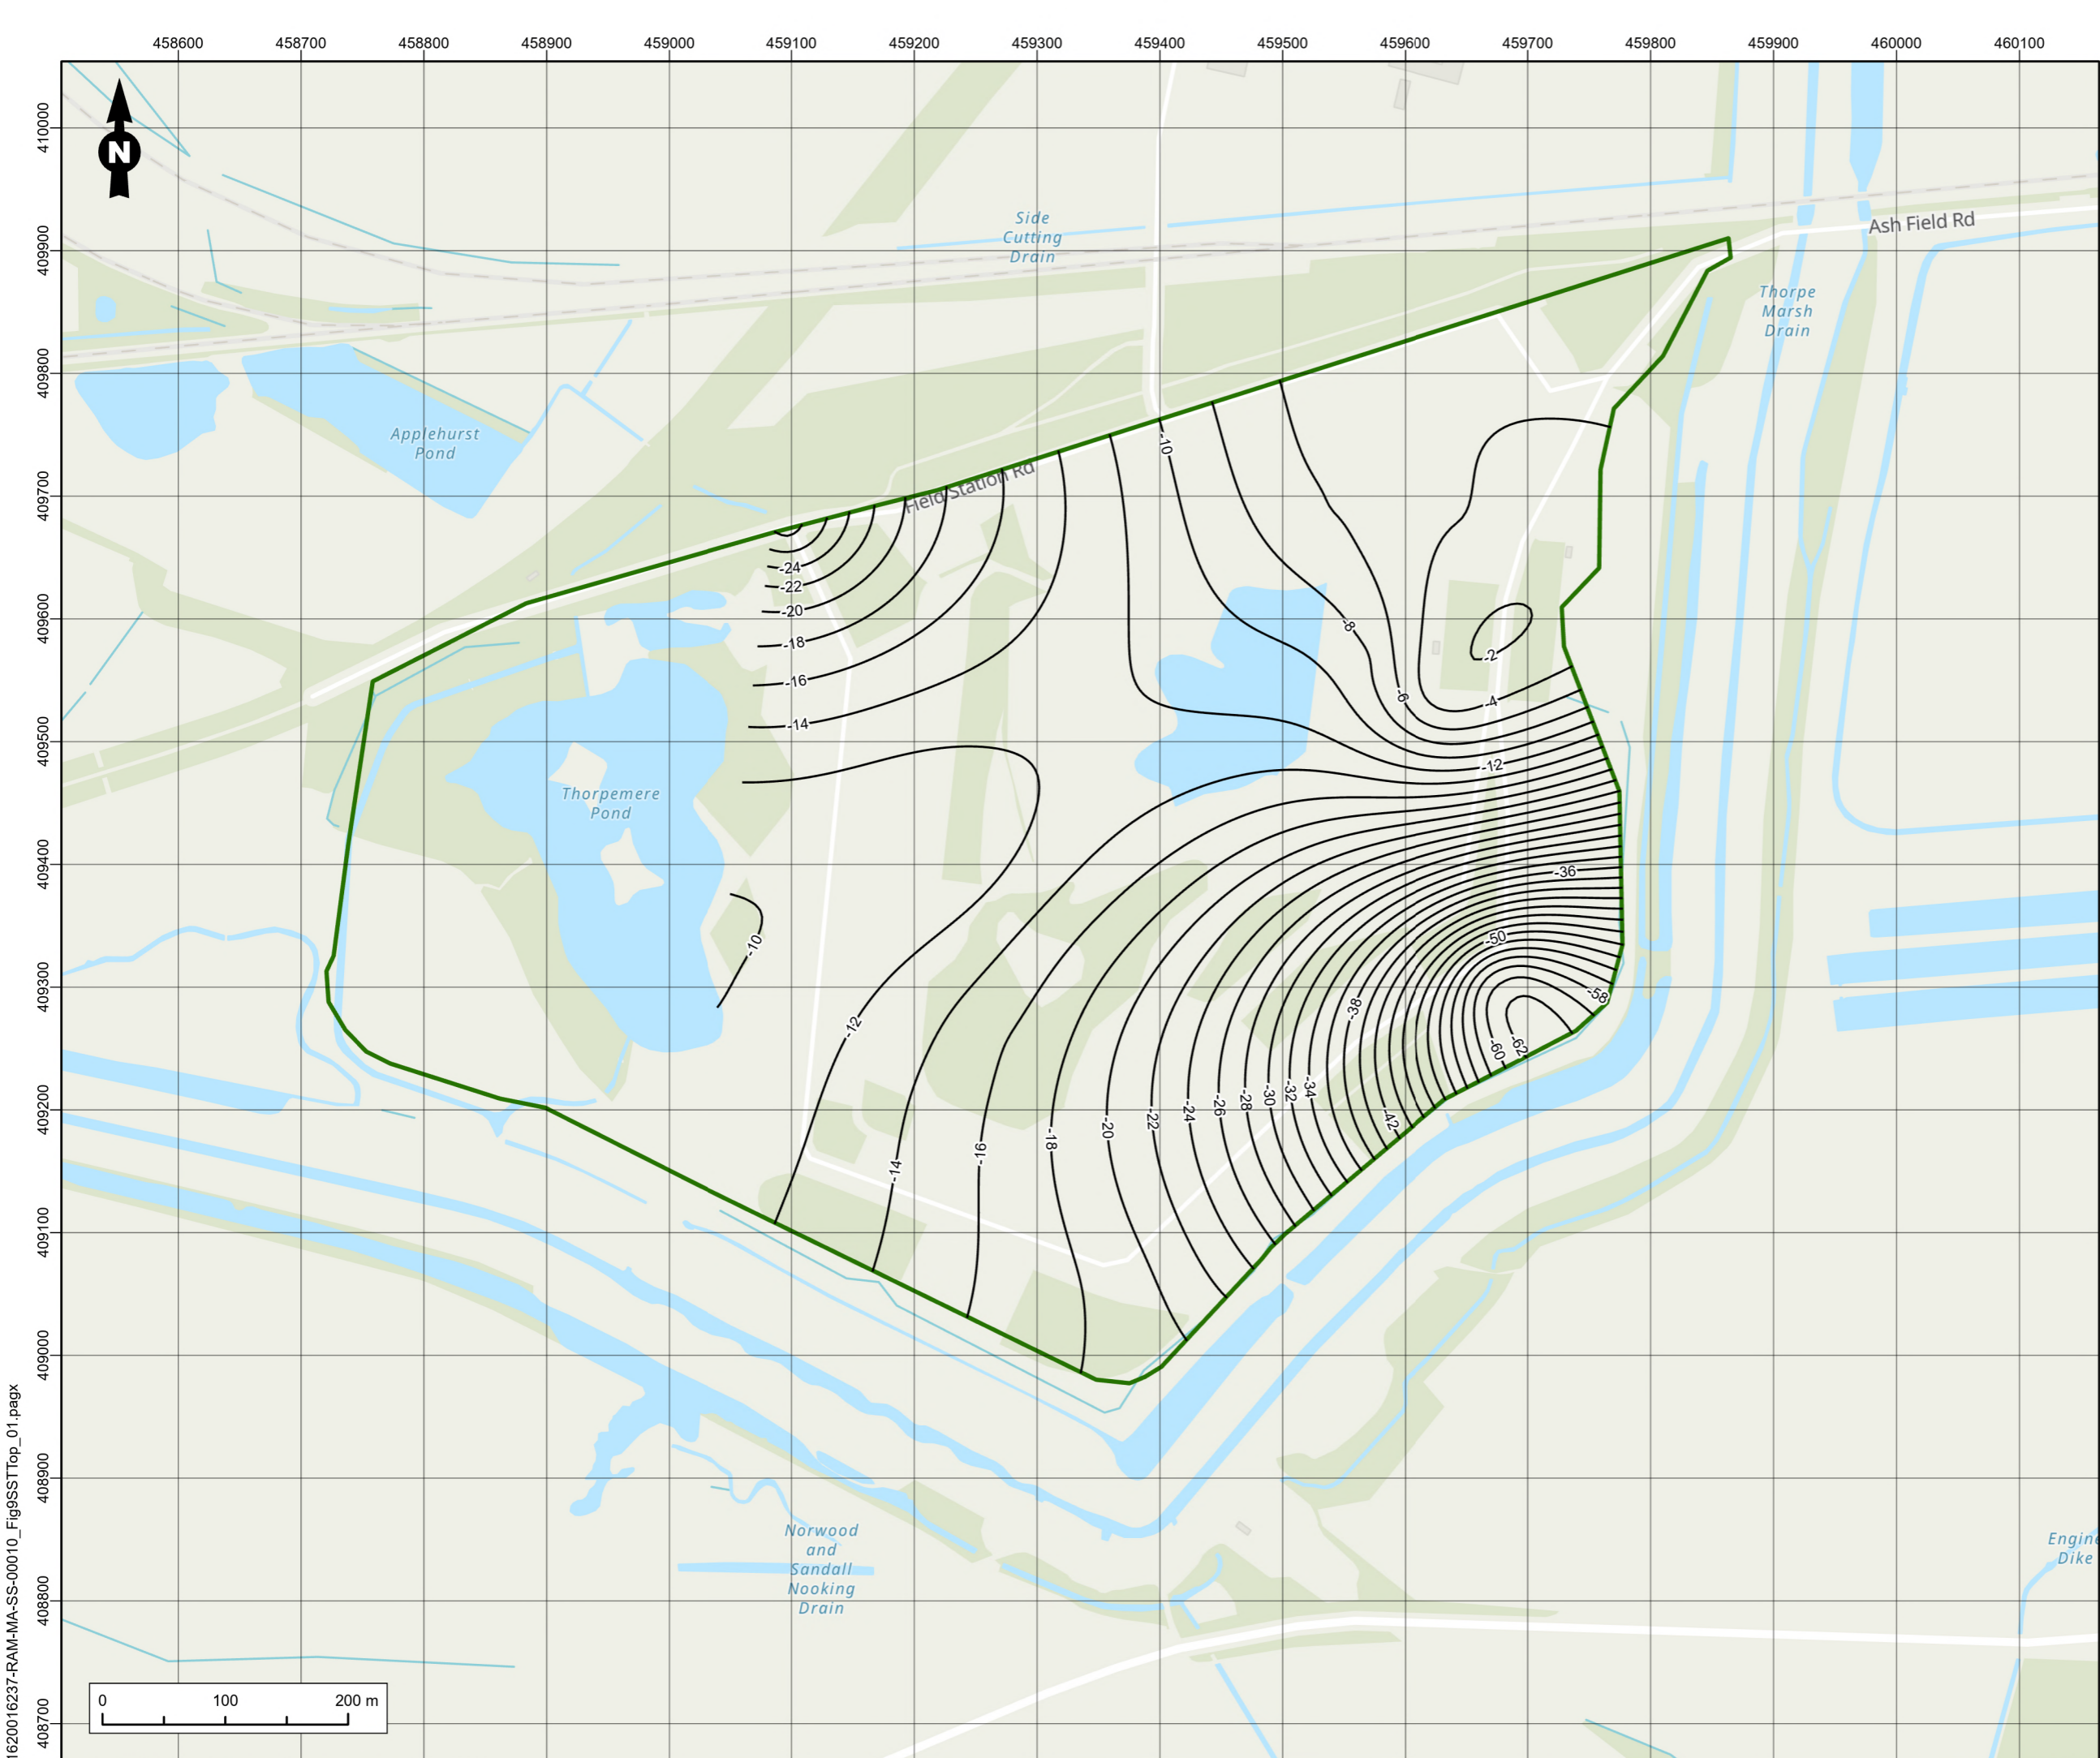 458600 458700 458800 458900 459000 459100 459200 459300 459400 459500 459600 459700 459800 459900 460000 460100
410000
409900
409800
409700
409600
409500
409400
409300
409200
409100
409000
408900
408800
408700
N
Side
Cutting
Drain
Ash Field Rd
Thorpe
Marsh
Drain
Applehurst
Pond
Field Station Rd
-10
-24
-22
-20
-18
-16
-14
-8
-2
-6
-4
-12
Thorpemere
Pond
-36
-10
-50
-58
-38
-12
-60
-62
-34
-32
-30
-28
-26
-24
-22
-20
-42
-18
-16
-14
Norwood
and
Sandall
Nooking
Drain
Engine
Dike
0 100 200 m
1620016237-RAM-MA-SS-00010_Fig9SSTTop_01.pagx